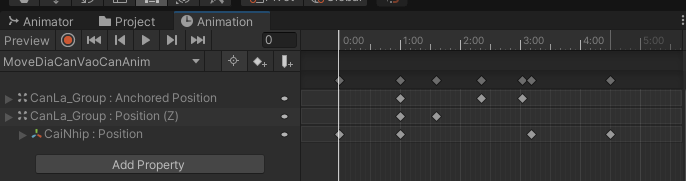 Animator Project Animation
Preview 0 0:00 1:00 2:00 3:00 4:00 5:00
MoveDiaCanVaoCanAnim
CanLa_Group : Anchored Position
CanLa_Group : Position (Z)
CaiNhip : Position
Add Property